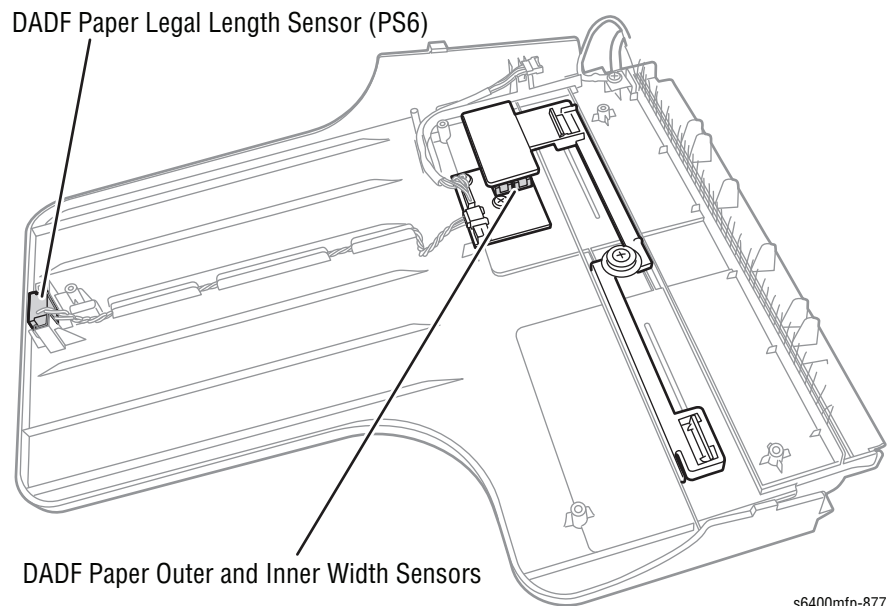 DADF Paper Legal Length Sensor (PS6)
DADF Paper Outer and Inner Width Sensors
s6400mfp-877